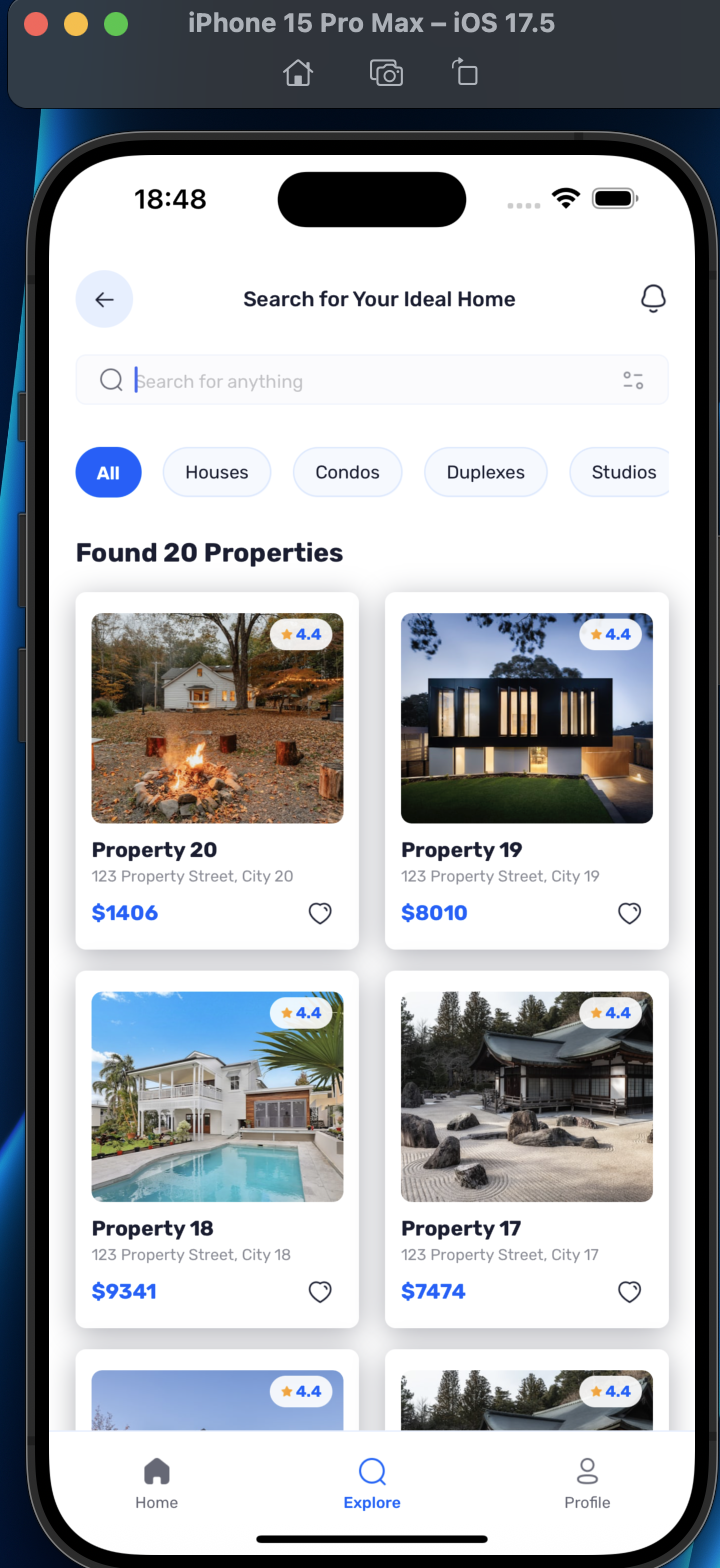 iPhone 15 Pro Max – iOS 17.5
18:48
Search for Your Ideal Home
Search for anything
All Houses Condos Duplexes Studios
Found 20 Properties
4.4 4.4
Property 20 Property 19
123 Property Street, City 20 123 Property Street, City 19
$1406 $8010
4.4 4.4
Property 18 Property 17
123 Property Street, City 18 123 Property Street, City 17
$9341 $7474
4.4 4.4
Home Explore Profile